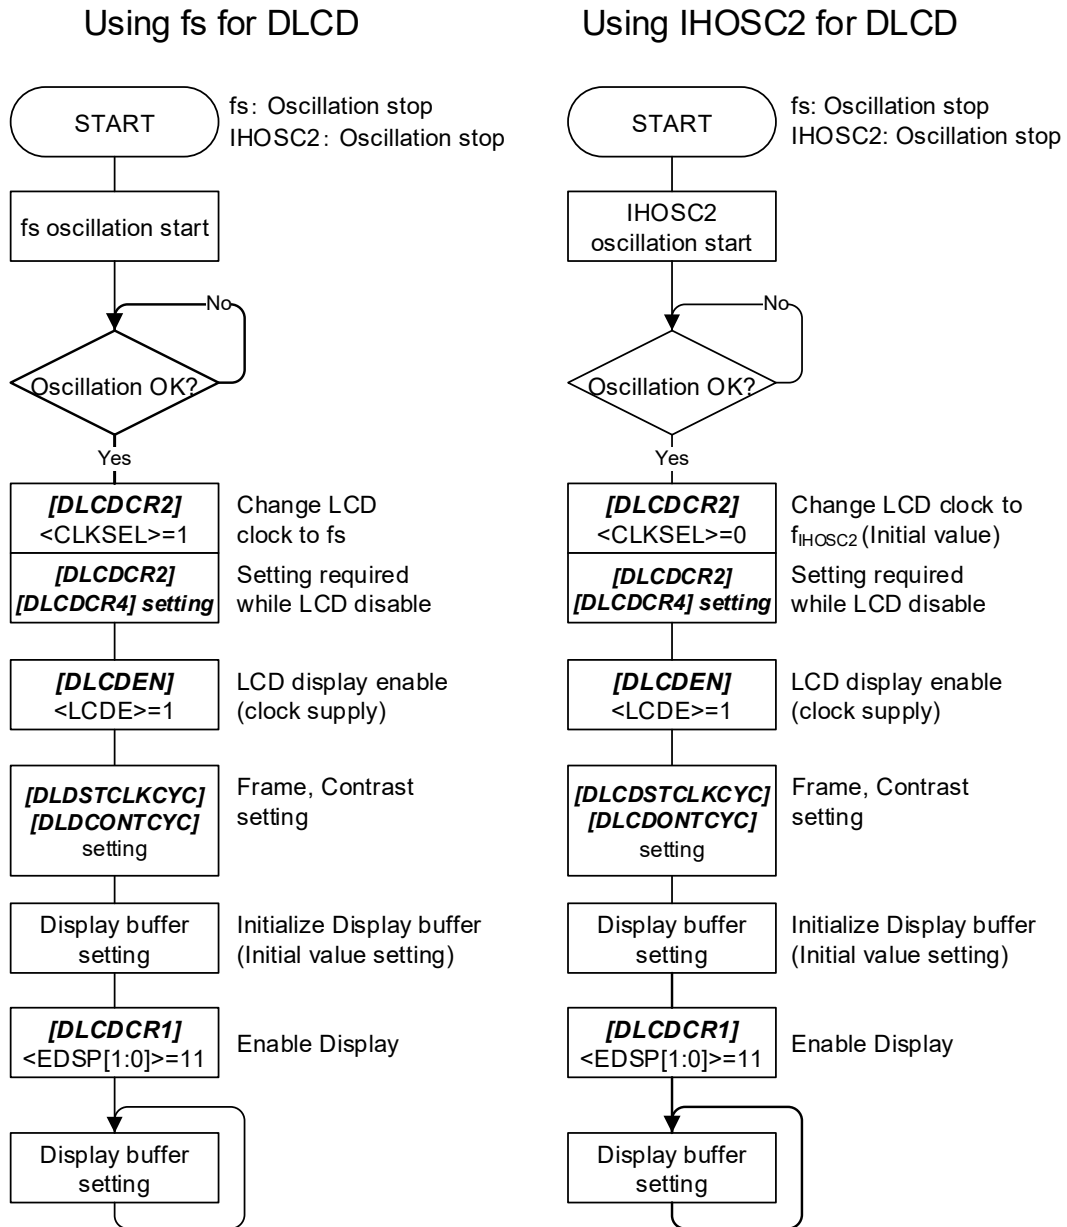 Using fs for DLCD
START
fs: Oscillation stop
IHOSC2: Oscillation stop
fs oscillation start
No
Oscillation OK?
Yes
[DLCDCR2]
<CLKSEL>=1
Change LCD
clock to fs
[DLCDCR2]
[DLCDCR4] setting
Setting required
while LCD disable
[DLCDEN]
<LCDE>=1
LCD display enable
(clock supply)
[DLDSTCLKCYC]
[DLDCONTCYC]
setting
Frame, Contrast
setting
Display buffer
setting
Initialize Display buffer
(Initial value setting)
[DLCDCR1]
<EDSP[1:0]>=11
Enable Display
Display buffer
setting
Using IHOSC2 for DLCD
START
fs: Oscillation stop
IHOSC2: Oscillation stop
IHOSC2
oscillation start
No
Oscillation OK?
Yes
[DLCDCR2]
<CLKSEL>=0
Change LCD clock to
fIHOSC2 (Initial value)
[DLCDCR2]
[DLCDCR4] setting
Setting required
while LCD disable
[DLCDEN]
<LCDE>=1
LCD display enable
(clock supply)
[DLCDSTCLKCYC]
[DLCDONTCYC]
setting
Frame, Contrast
setting
Display buffer
setting
Initialize Display buffer
(Initial value setting)
[DLCDCR1]
<EDSP[1:0]>=11
Enable Display
Display buffer
setting